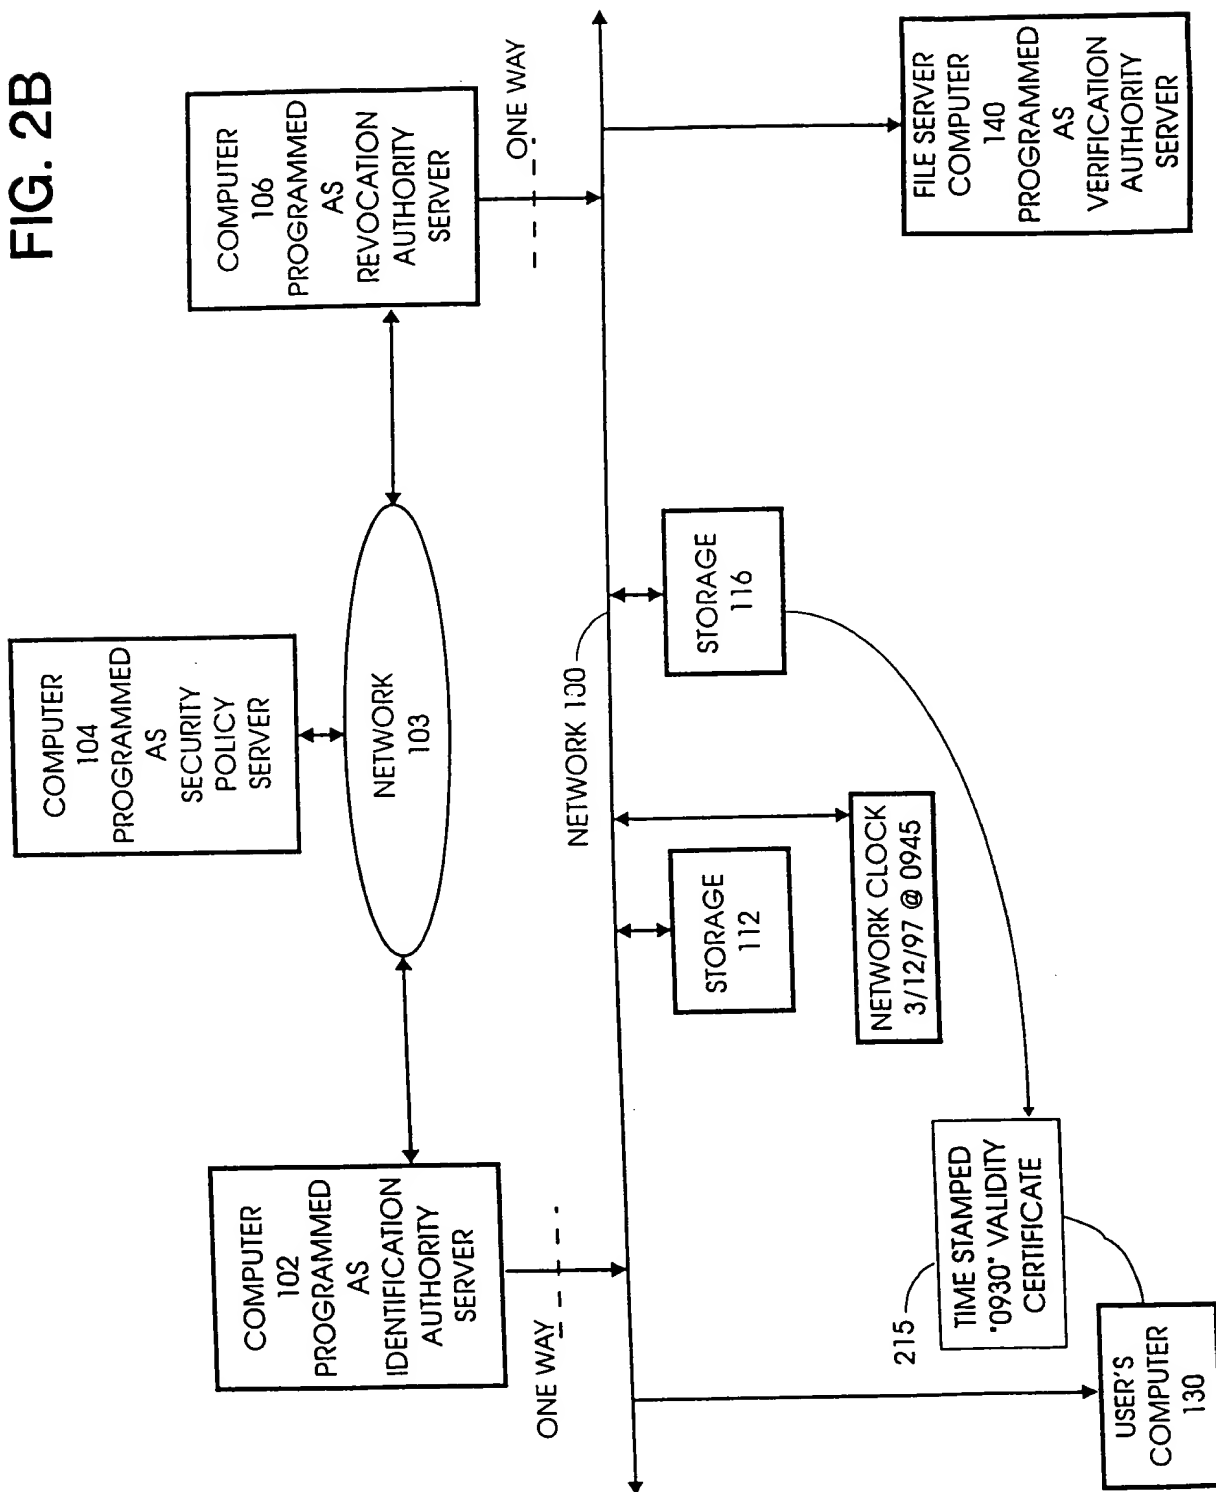 FIG. 2B
COMPUTER
104
PROGRAMMED
AS
SECURITY
POLICY
SERVER
COMPUTER
102
PROGRAMMED
AS
IDENTIFICATION
AUTHORITY
SERVER
NETWORK
103
COMPUTER
106
PROGRAMMED
AS
REVOCATION
AUTHORITY
SERVER
ONE WAY
ONE WAY
NETWORK 100
STORAGE
112
STORAGE
116
NETWORK CLOCK
3/12/97 @ 0945
215
TIME STAMPED
"0930" VALIDITY
CERTIFICATE
USER'S
COMPUTER
130
FILE SERVER
COMPUTER
140
PROGRAMMED
AS
VERIFICATION
AUTHORITY
SERVER